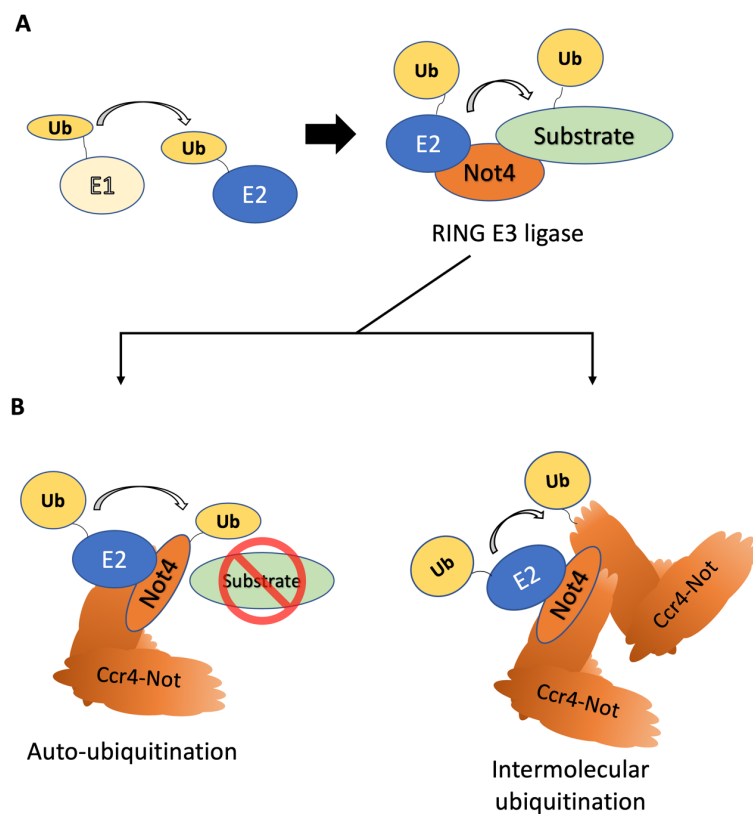 A
Ub
Ub
Ub
Ub
E1
E2
E2
Not4
Substrate
RING E3 ligase
B
Ub
Ub
E2
Not4
Substrate
Ccr4-Not
Auto-ubiquitination
Ub
Ub
E2
Not4
Ccr4-Not
Ccr4-Not
Intermolecular
ubiquitination